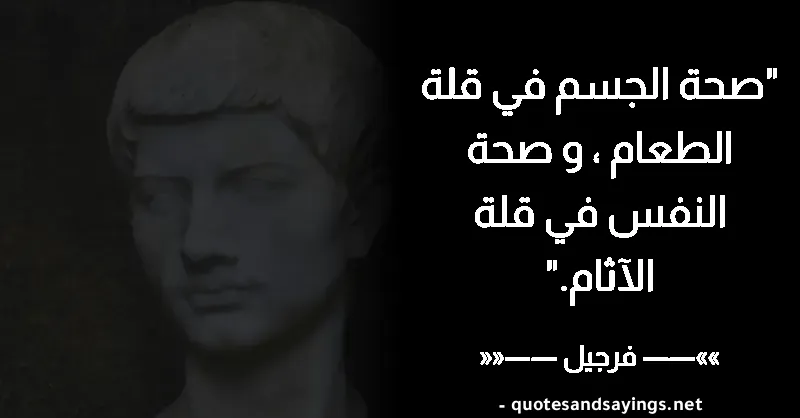 "صحة الجسم في قلة
الطعام ، و صحة
النفس في قلة
الآثام."
»»—— فرجيل ——««
- quotesandsayings.net